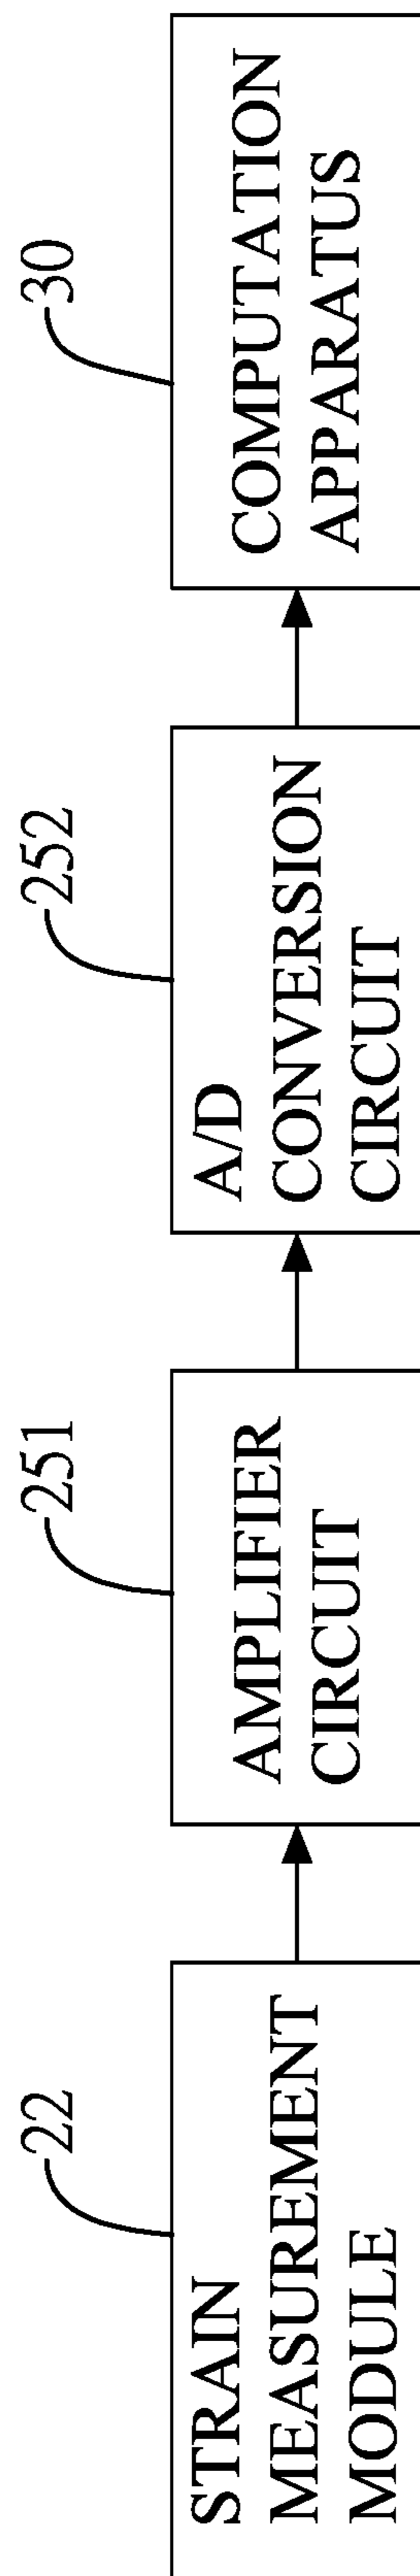 22
STRAIN
MEASUREMENT
MODULE
251
AMPLIFIER
CIRCUIT
252
A/D
CONVERSION
CIRCUIT
30
COMPUTATION
APPARATUS